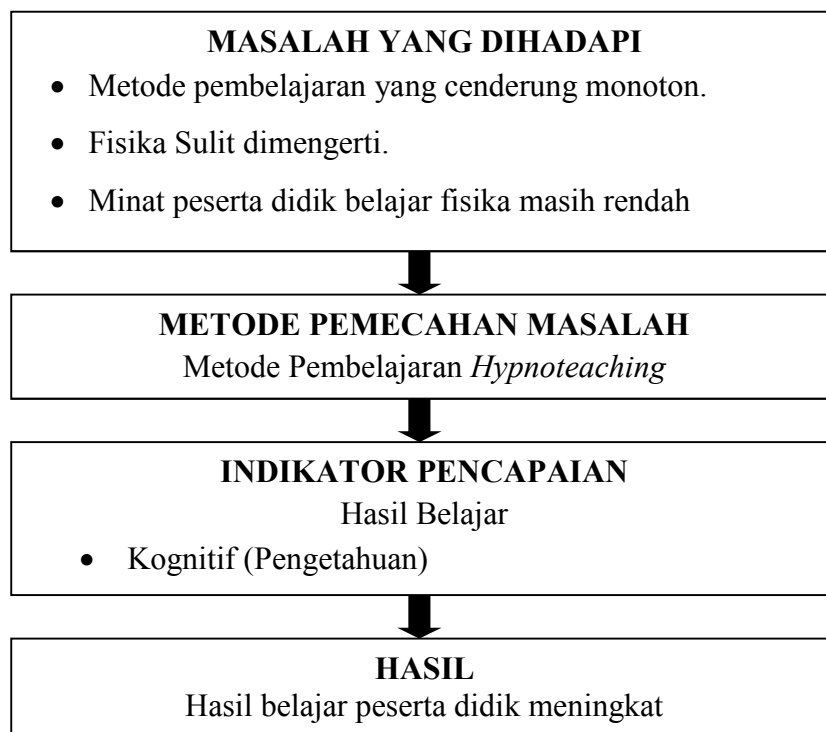 MASALAH YANG DIHADAPI
• Metode pembelajaran yang cenderung monoton.
• Fisika Sulit dimengerti.
• Minat peserta didik belajar fisika masih rendah
METODE PEMECAHAN MASALAH
Metode Pembelajaran Hypnoteaching
INDIKATOR PENCAPAIAN
Hasil Belajar
• Kognitif (Pengetahuan)
HASIL
Hasil belajar peserta didik meningkat